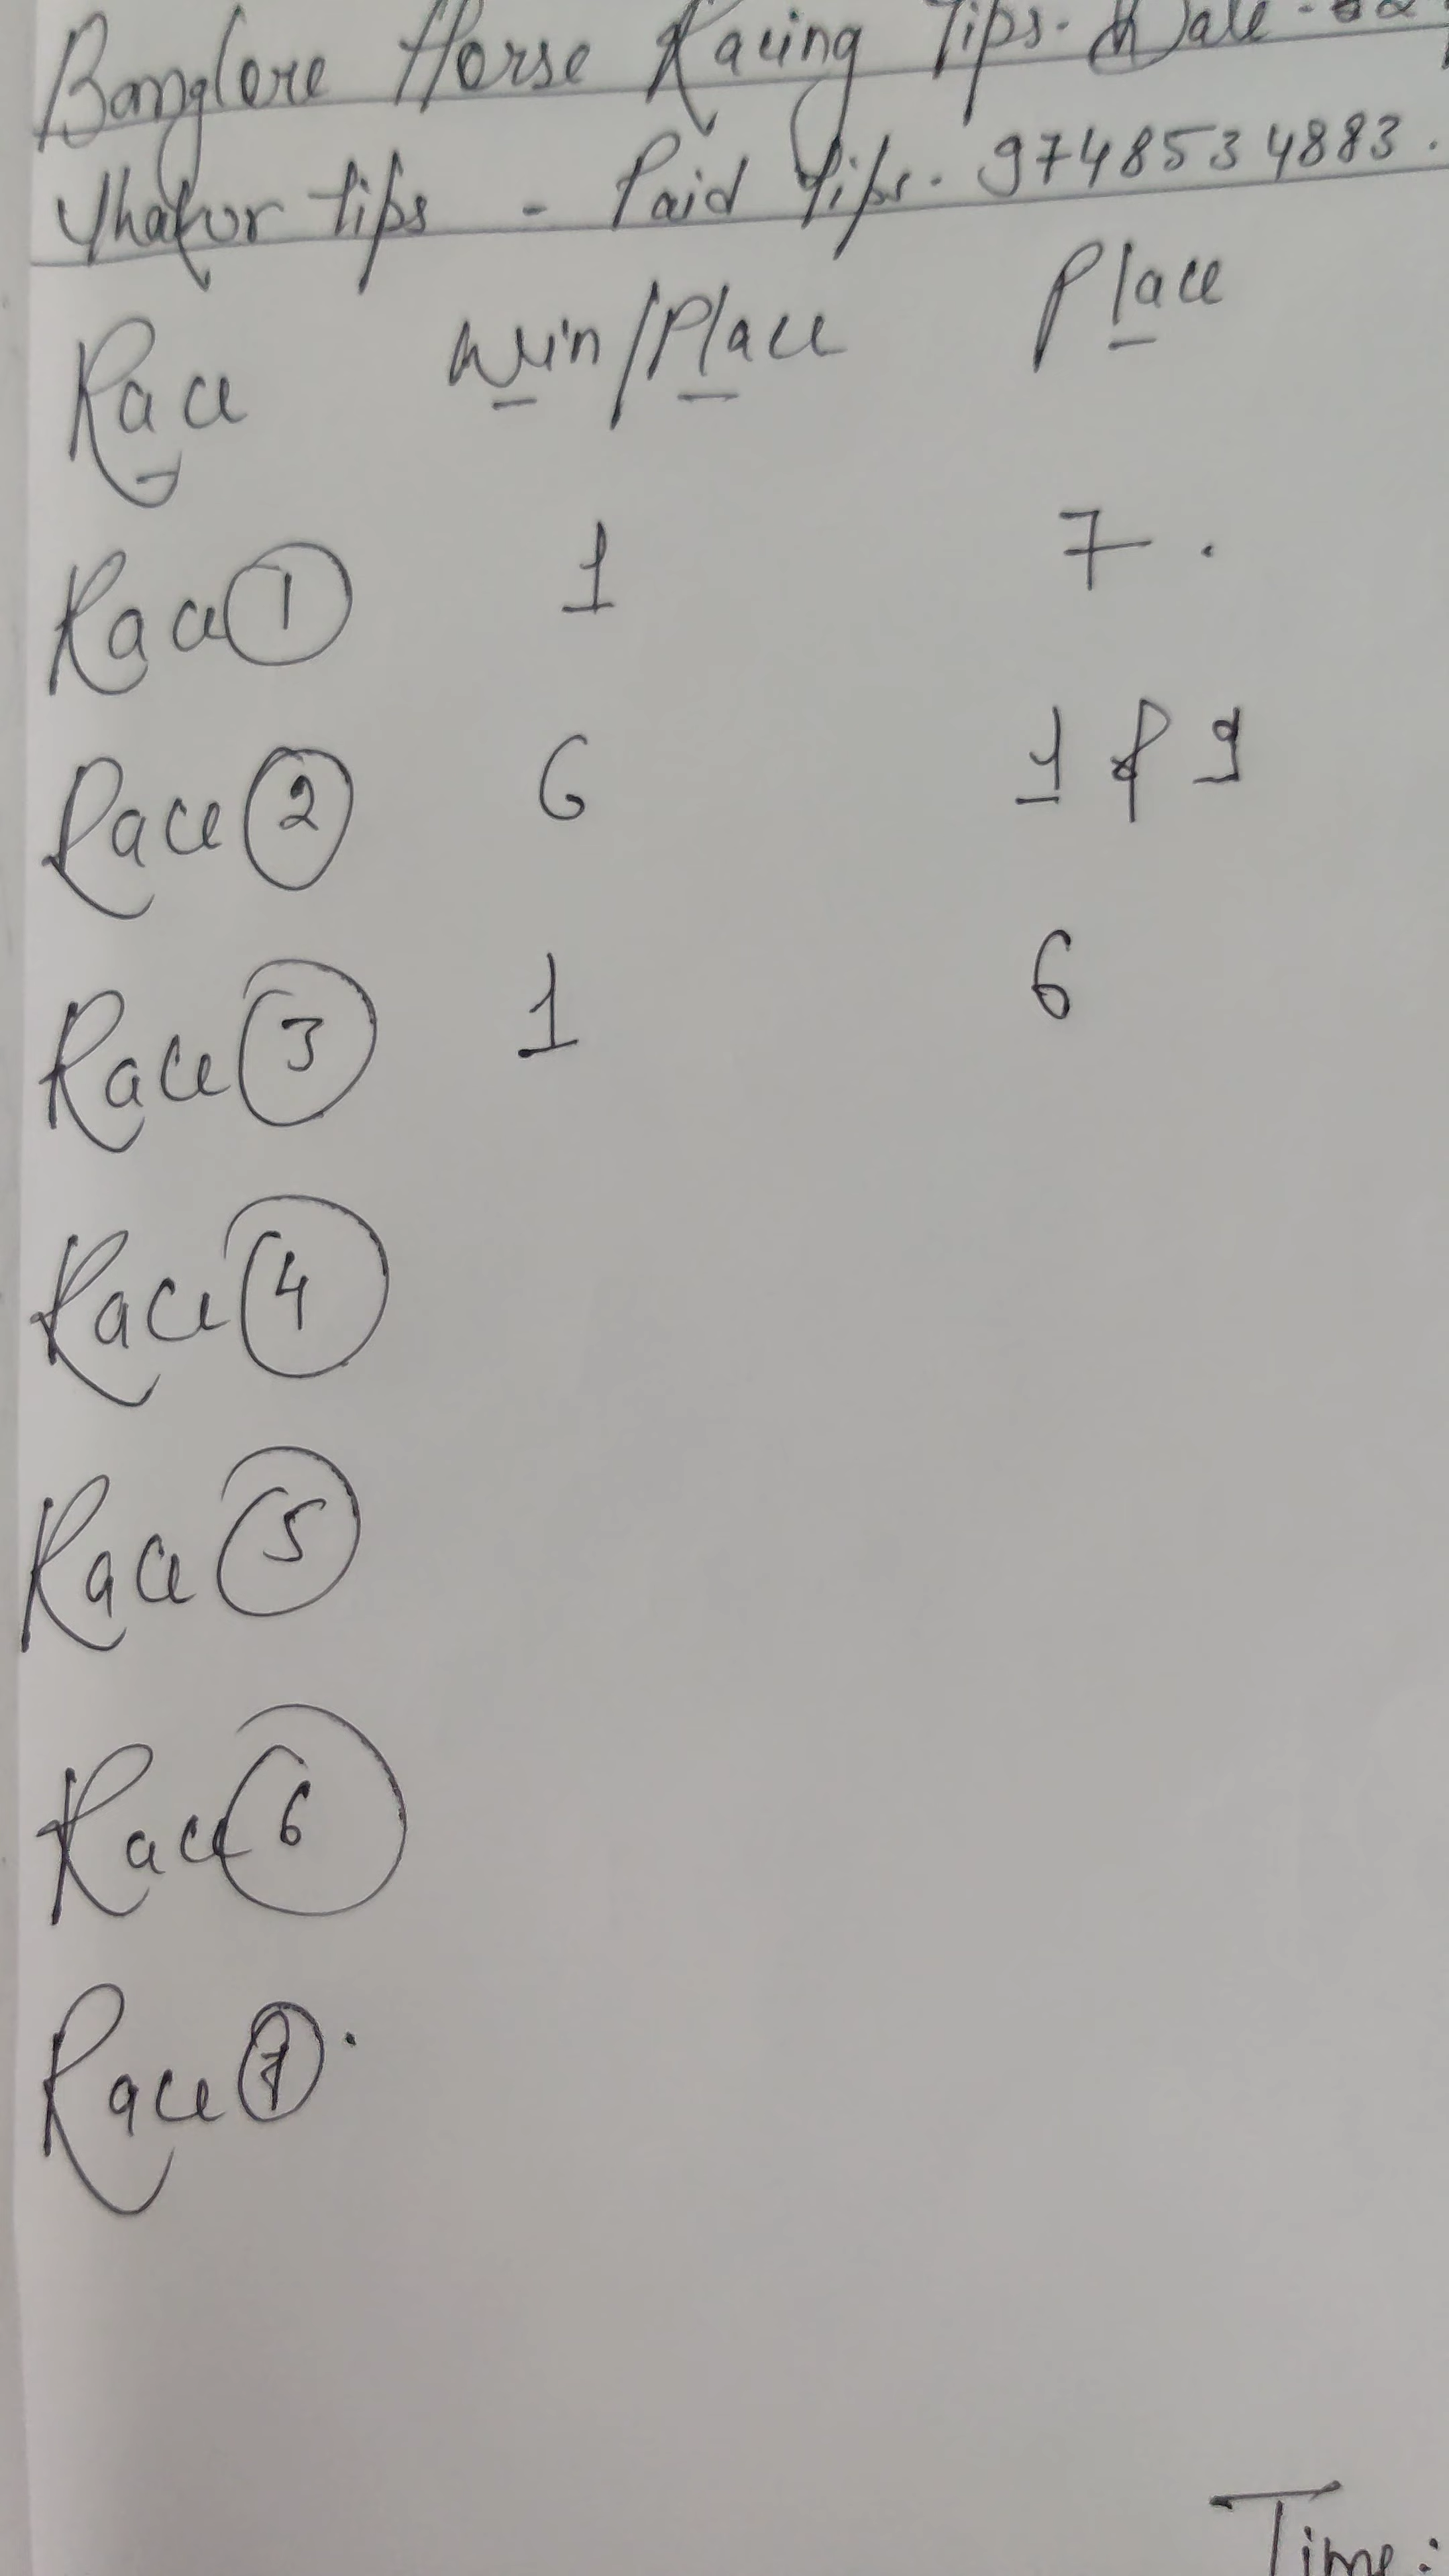 Banglore Horse Racing Tips. Date -
Thakur tips - Paid tips. 9748534883.
Race Win/Place Place
Race 1 1 7.
Race 2 6 1 & 9
Race 3 1 6
Race 4
Race 5
Race 6
Race 7.
Time: